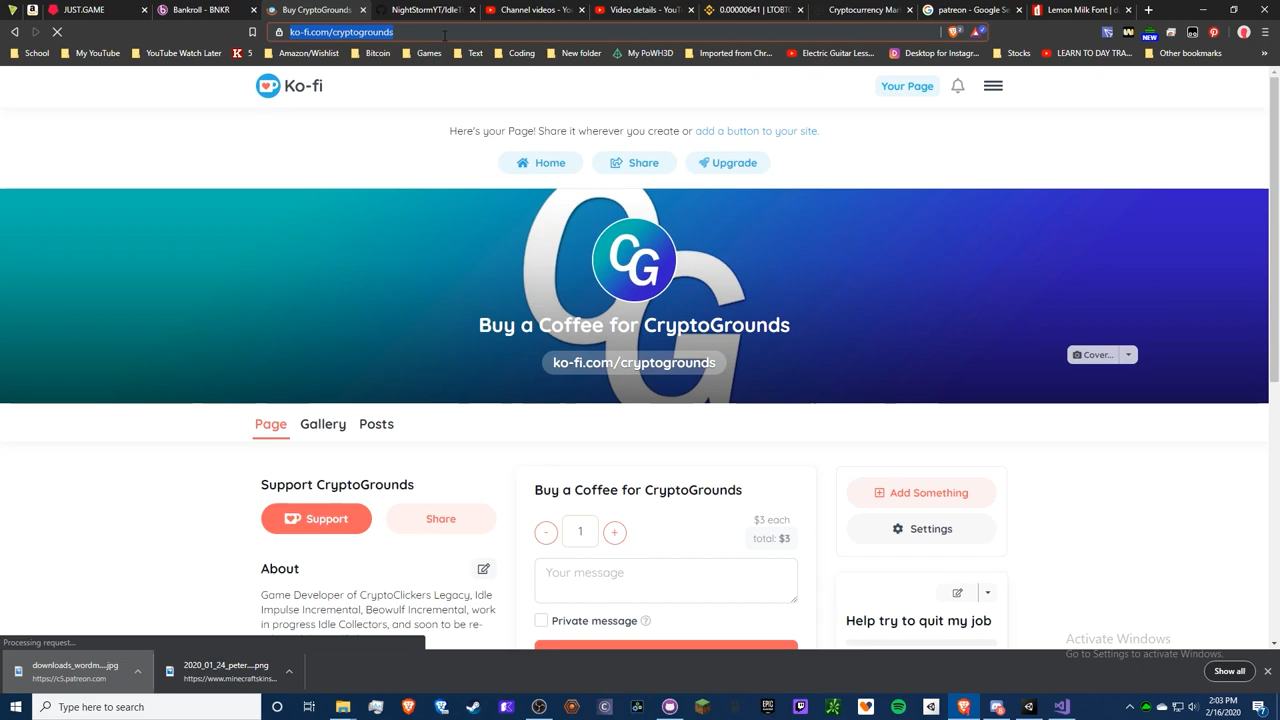 JUST.GAME
Bankroll - BNKR
Buy CryptoGrounds
NightStormYT/IdleT
Channel videos - You
Video details - YouT
0.00000641 | LTOBTC
Cryptocurrency Mar
patreon - Google Se
Lemon Milk Font | d
ko-fi.com/cryptogrounds
School
My YouTube
YouTube Watch Later
5
Amazon/Wishlist
Bitcoin
Games
Text
Coding
New folder
My PoWH3D
Imported from Chr...
Electric Guitar Less...
Desktop for Instagr...
Stocks
LEARN TO DAY TRA...
Other bookmarks
Ko-fi
Your Page
Here's your Page! Share it wherever you create or add a button to your site.
Home
Share
Upgrade
CG
Buy a Coffee for CryptoGrounds
ko-fi.com/cryptogrounds
Cover...
Page
Gallery
Posts
Support CryptoGrounds
Support
Share
About
Game Developer of CryptoClickers Legacy, Idle
Impulse Incremental, Beowulf Incremental, work
in progress Idle Collectors, and soon to be re-
Buy a Coffee for CryptoGrounds
- 1 +
$3 each
total: $3
Your message
Private message
Add Something
Settings
Help try to quit my job
Activate Windows
Go to Settings to activate Windows.
Processing request...
downloads_wordm....jpg
https://c5.patreon.com
2020_01_24_peter....png
https://www.minecraftskins...
Show all
Type here to search
2:03 PM
2/16/2020